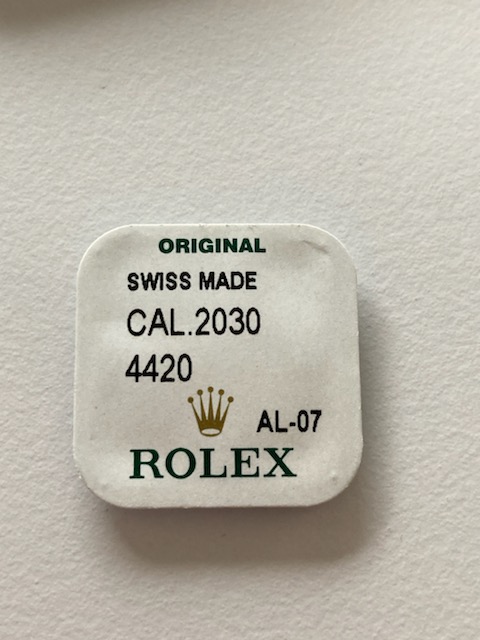 ORIGINAL
SWISS MADE
CAL.2030
4420
AL-07
ROLEX